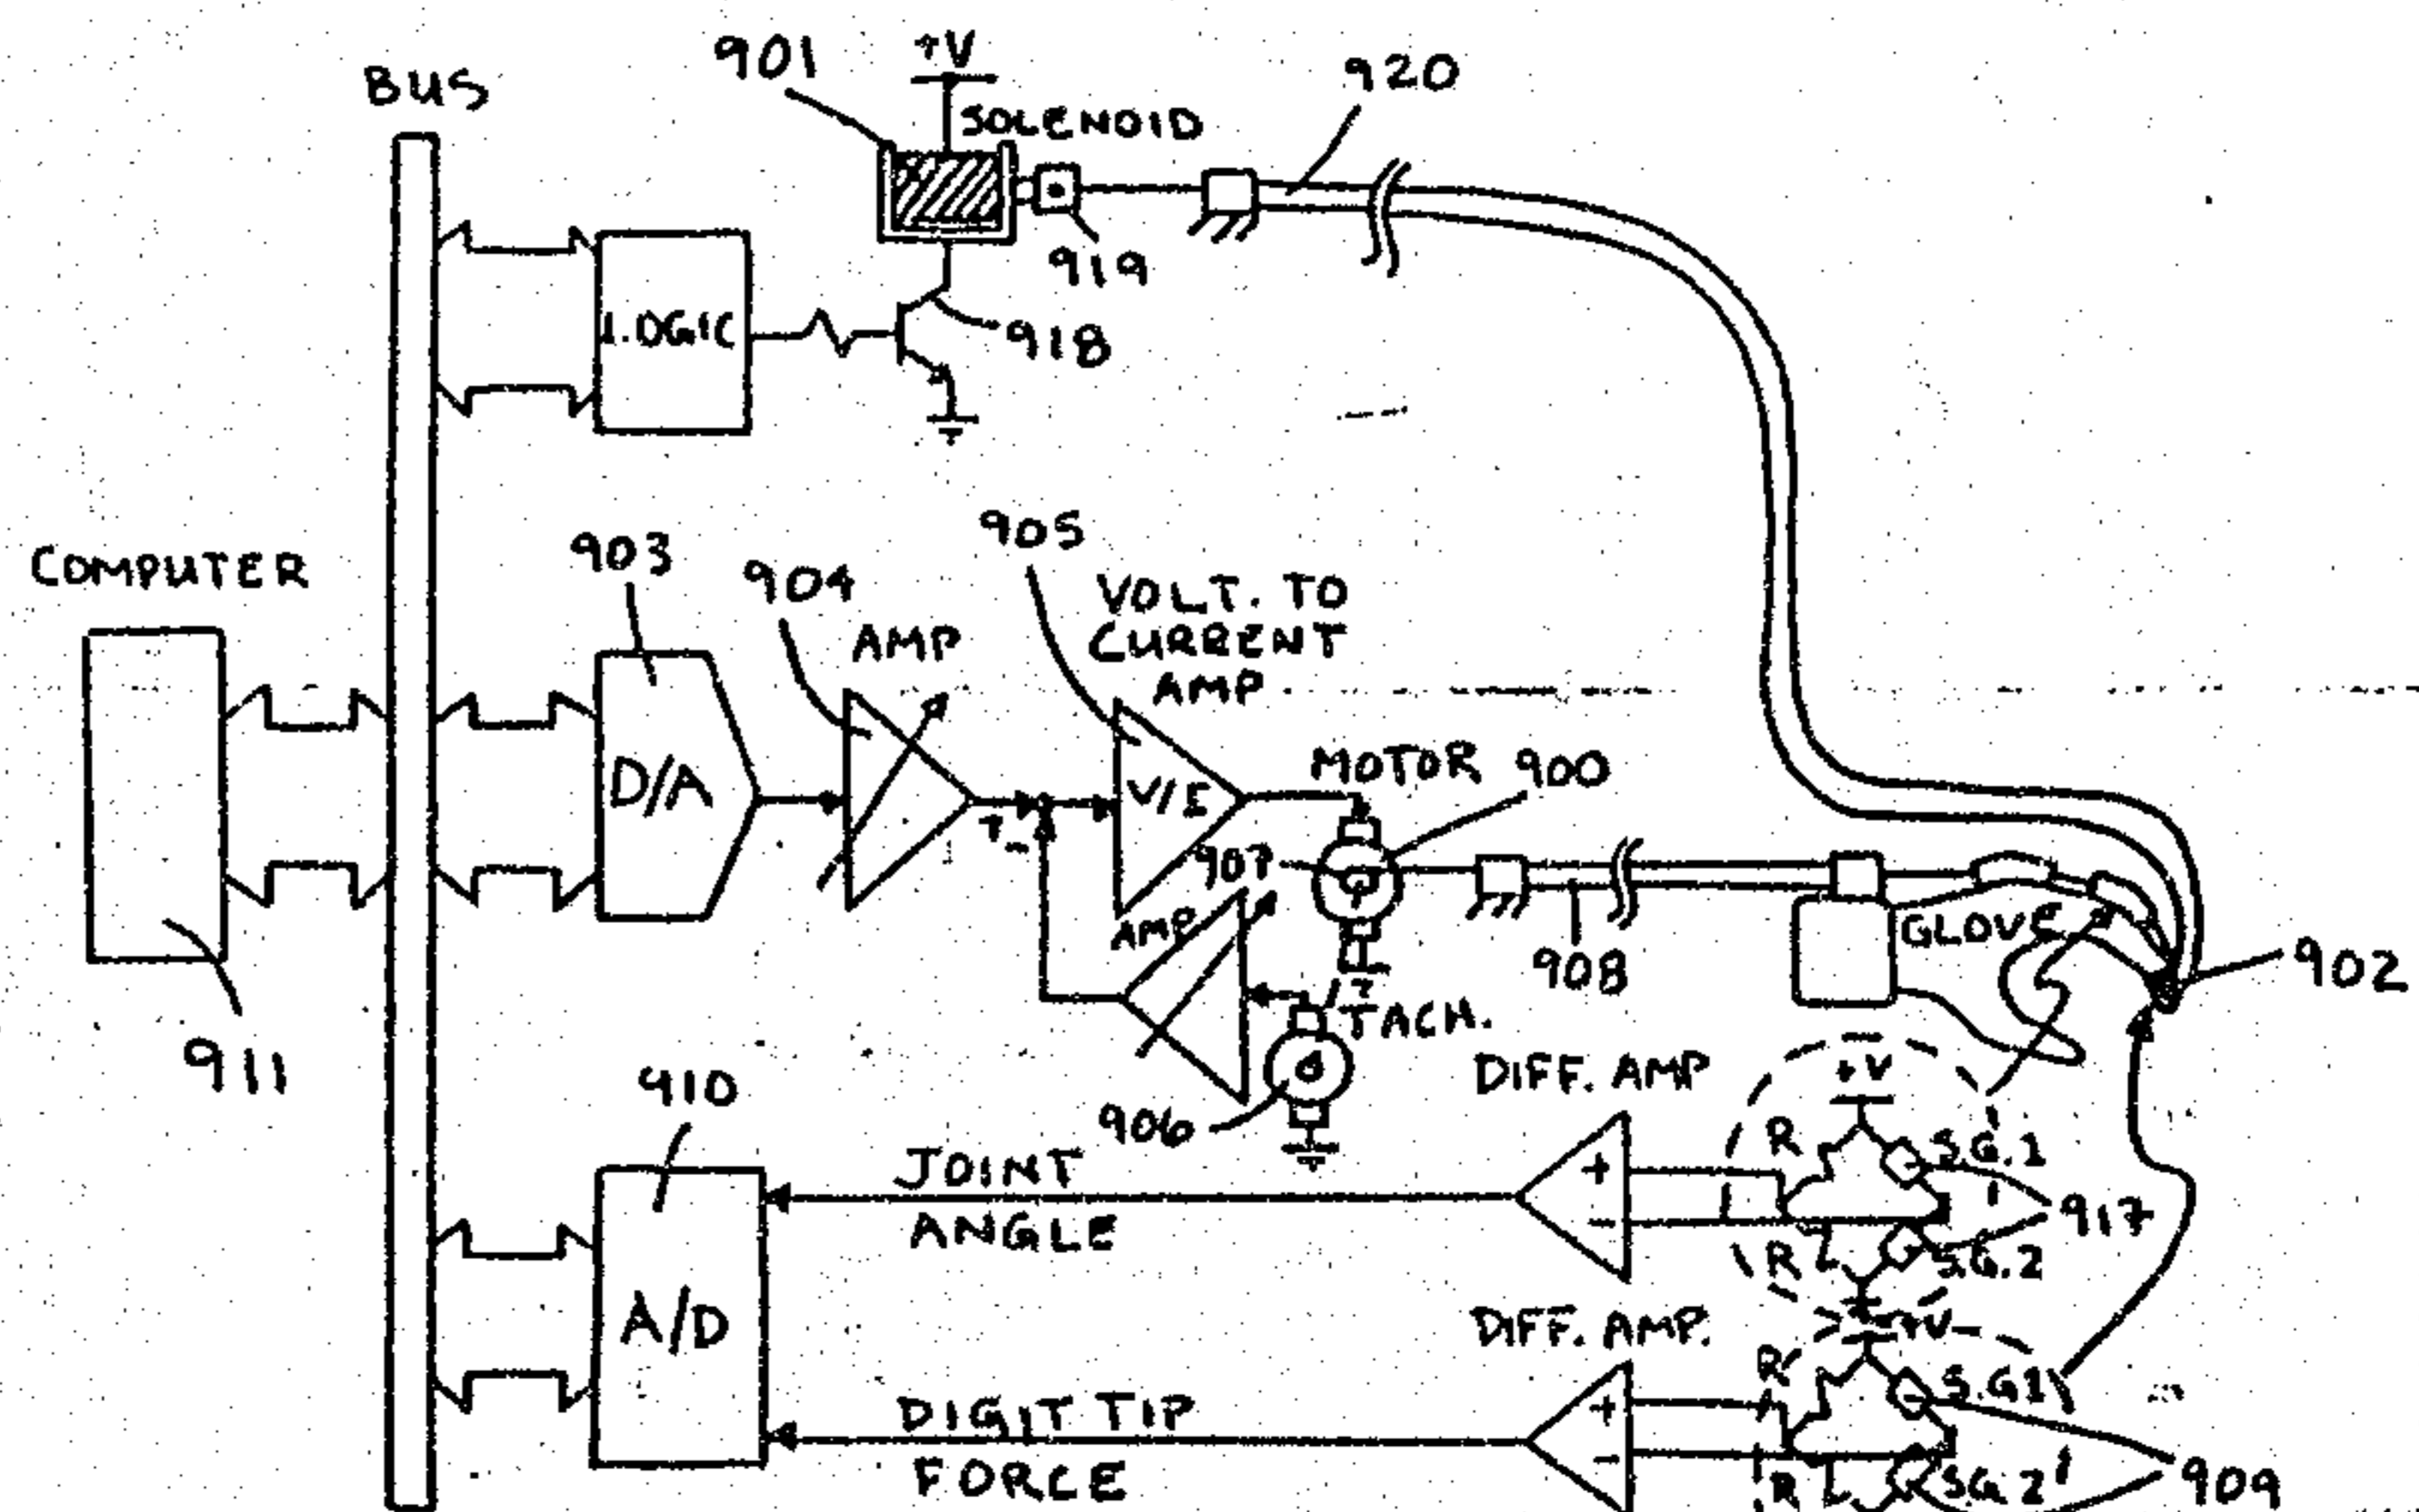 901
+V
920
BUS
SOLENOID
919
LOGIC
918
905
903
COMPUTER
904
VOLT. TO
CURRENT
AMP
AMP
D/A
V/I
MOTOR 900
907
AMP
GLOVE
908
902
TACH.
911
910
906
DIFF. AMP
+V
R
S.G.1
JOINT
ANGLE
+
-
917
R
S.G.2
A/D
DIFF. AMP.
+V
R
S.G1
DIGIT TIP
FORCE
+
-
R
S.G.2
909